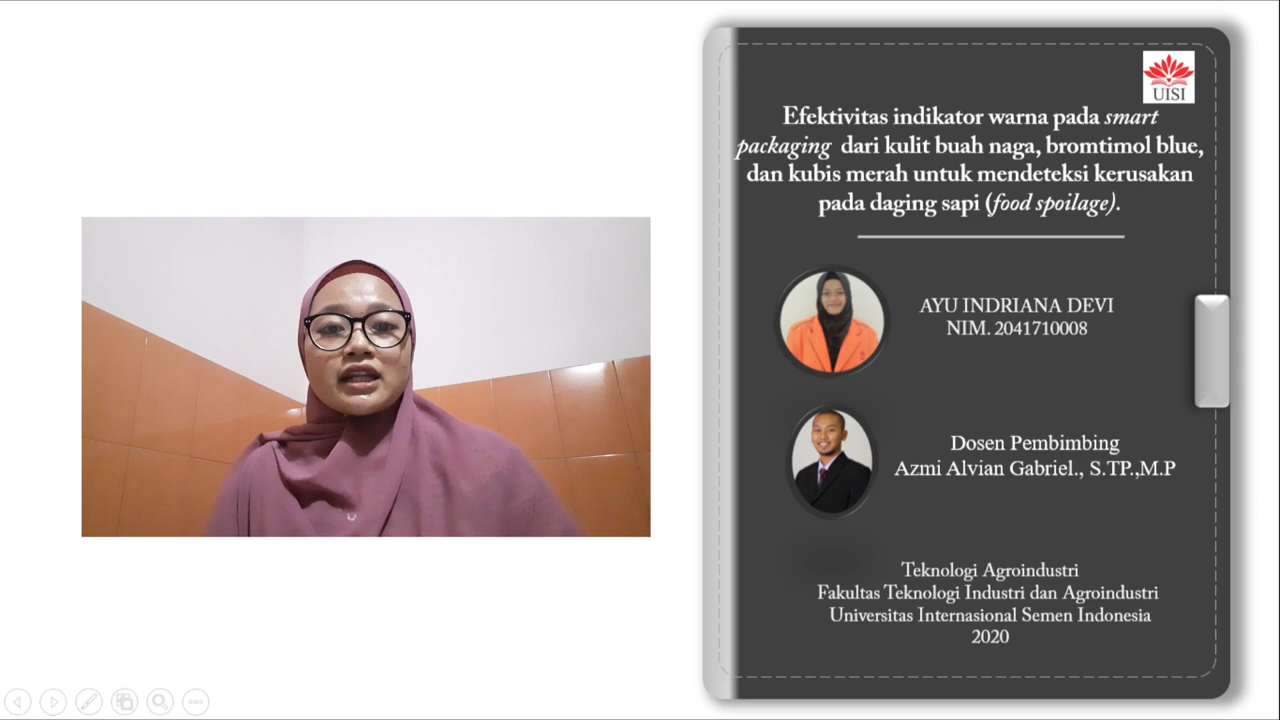 UISI
Efektivitas indikator warna pada smart
packaging dari kulit buah naga, bromtimol blue,
dan kubis merah untuk mendeteksi kerusakan
pada daging sapi (food spoilage).
AYU INDRIANA DEVI
NIM. 2041710008
Dosen Pembimbing
Azmi Alvian Gabriel., S.TP.,M.P
Teknologi Agroindustri
Fakultas Teknologi Industri dan Agroindustri
Universitas Internasional Semen Indonesia
2020